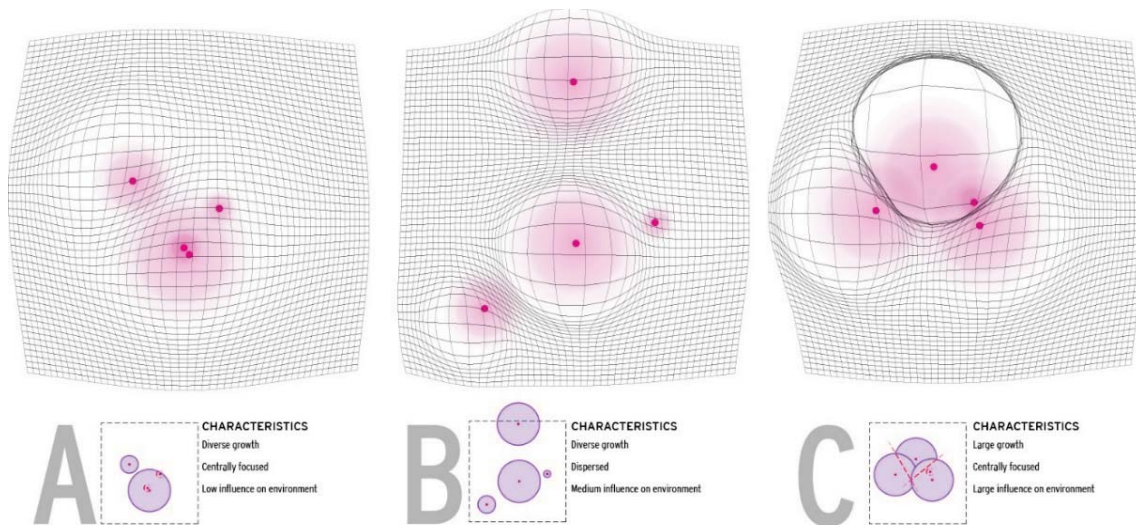 A
CHARACTERISTICS
Diverse growth
Centrally focused
Low influence on environment
B
CHARACTERISTICS
Diverse growth
Dispersed
Medium influence on environment
C
CHARACTERISTICS
Large growth
Centrally focused
Large influence on environment